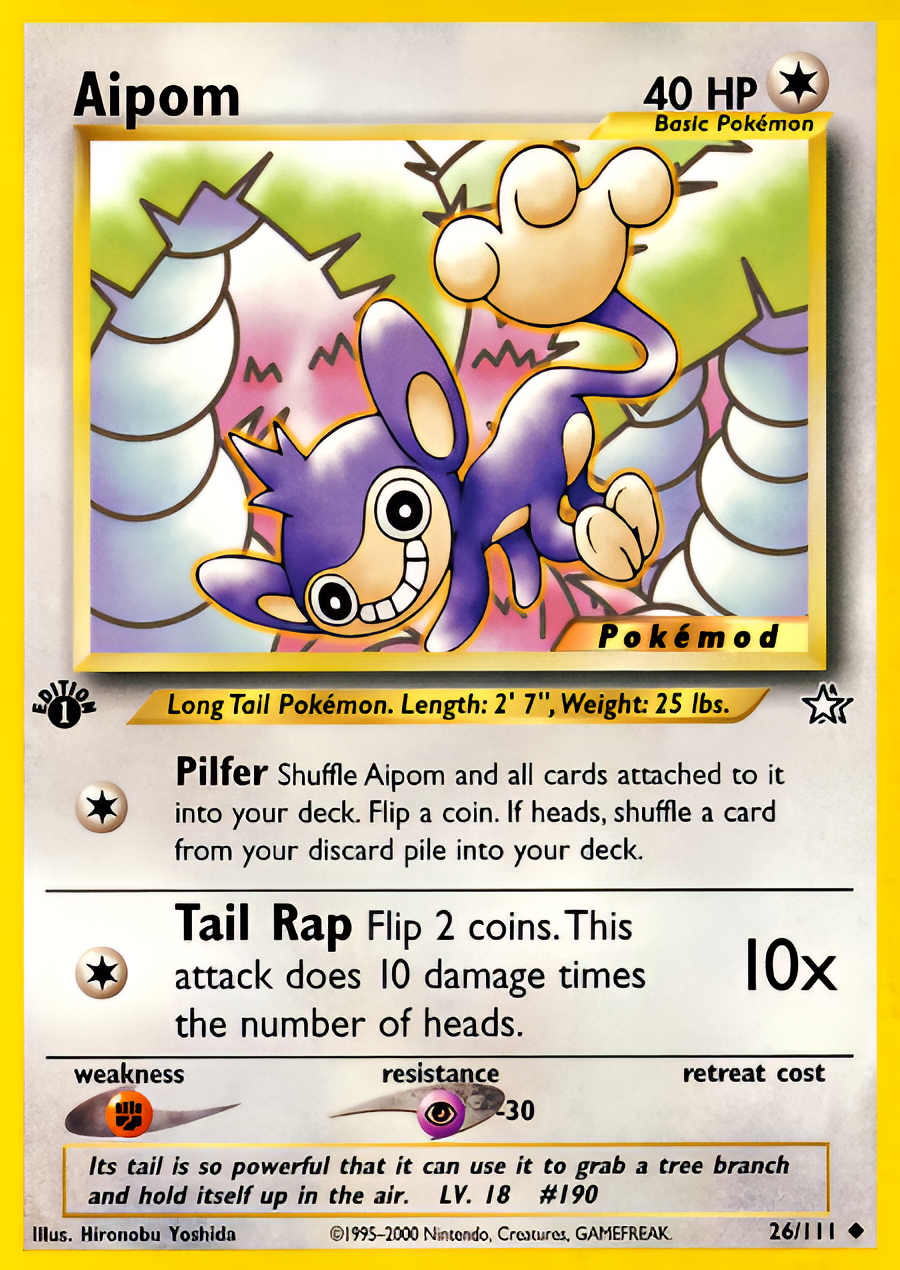 Aipom
40 HP
Basic Pokémon
Pokémod
EDITION
1
Long Tail Pokémon. Length: 2' 7", Weight: 25 lbs.
Pilfer Shuffle Aipom and all cards attached to it
into your deck. Flip a coin. If heads, shuffle a card
from your discard pile into your deck.
Tail Rap Flip 2 coins. This
attack does 10 damage times
the number of heads.
10x
weakness
resistance
retreat cost
-30
Its tail is so powerful that it can use it to grab a tree branch
and hold itself up in the air. LV. 18 #190
Illus. Hironobu Yoshida
©1995-2000 Nintendo, Creatures, GAMEFREAK.
26/111